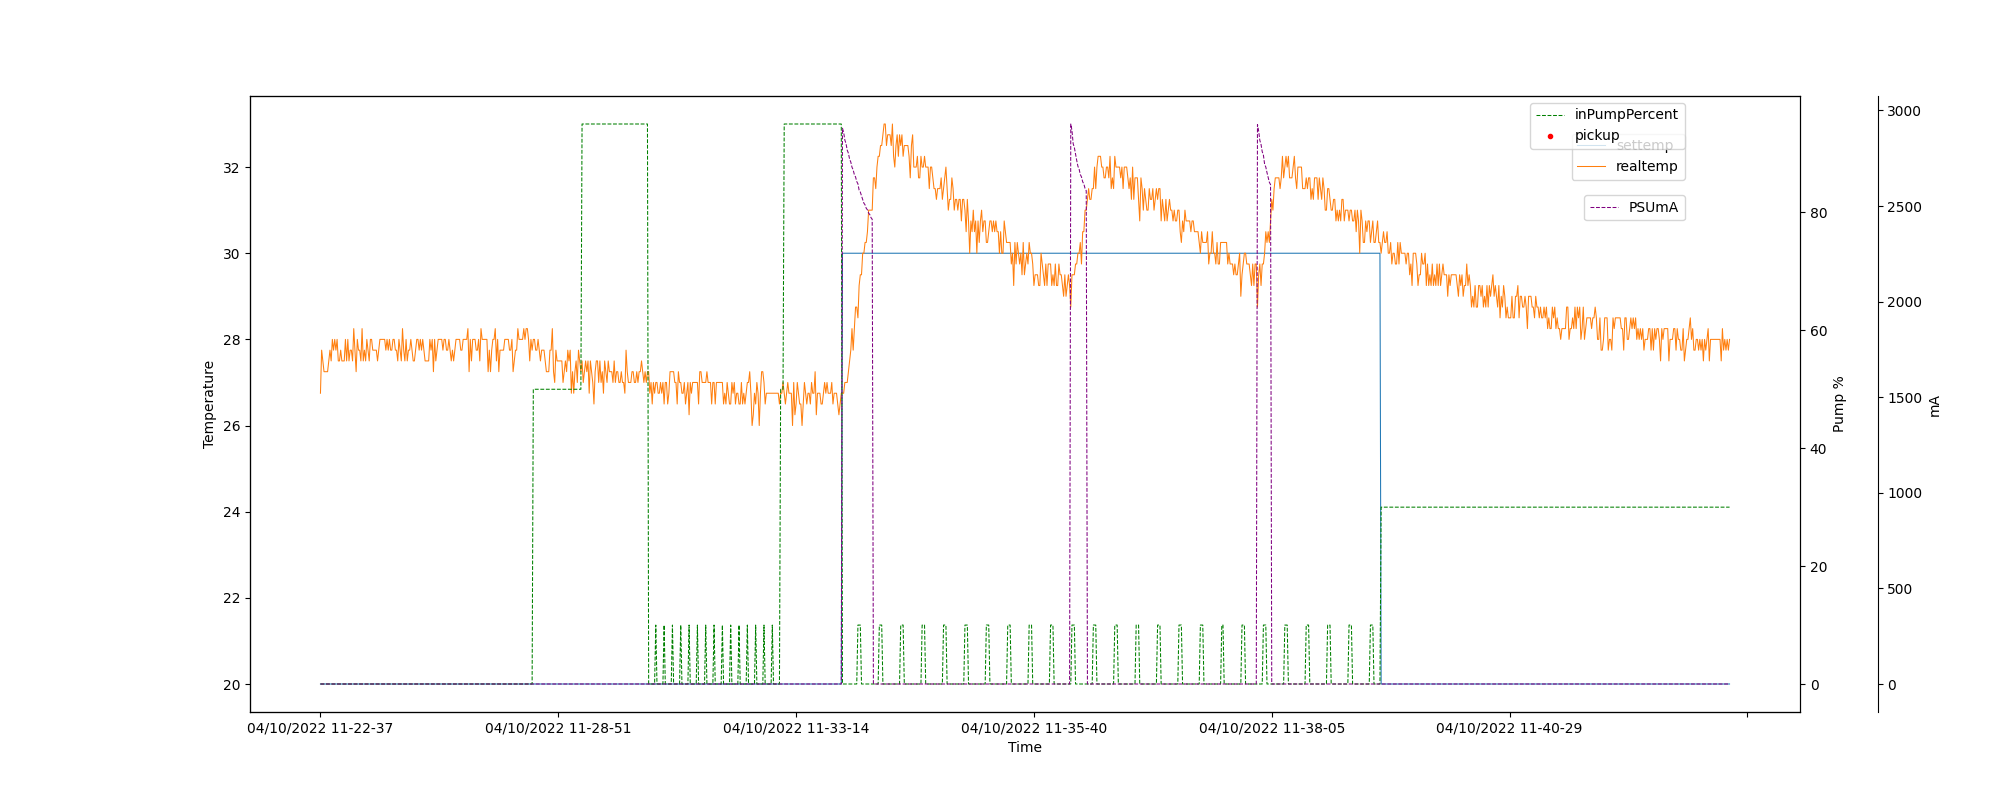 inPumpPercent
pickup
settemp
realtemp
PSUmA
Temperature
32
30
28
26
24
22
20
Pump %
80
60
40
20
0
mA
3000
2500
2000
1500
1000
500
0
04/10/2022 11-22-37
04/10/2022 11-28-51
04/10/2022 11-33-14
04/10/2022 11-35-40
04/10/2022 11-38-05
04/10/2022 11-40-29
Time